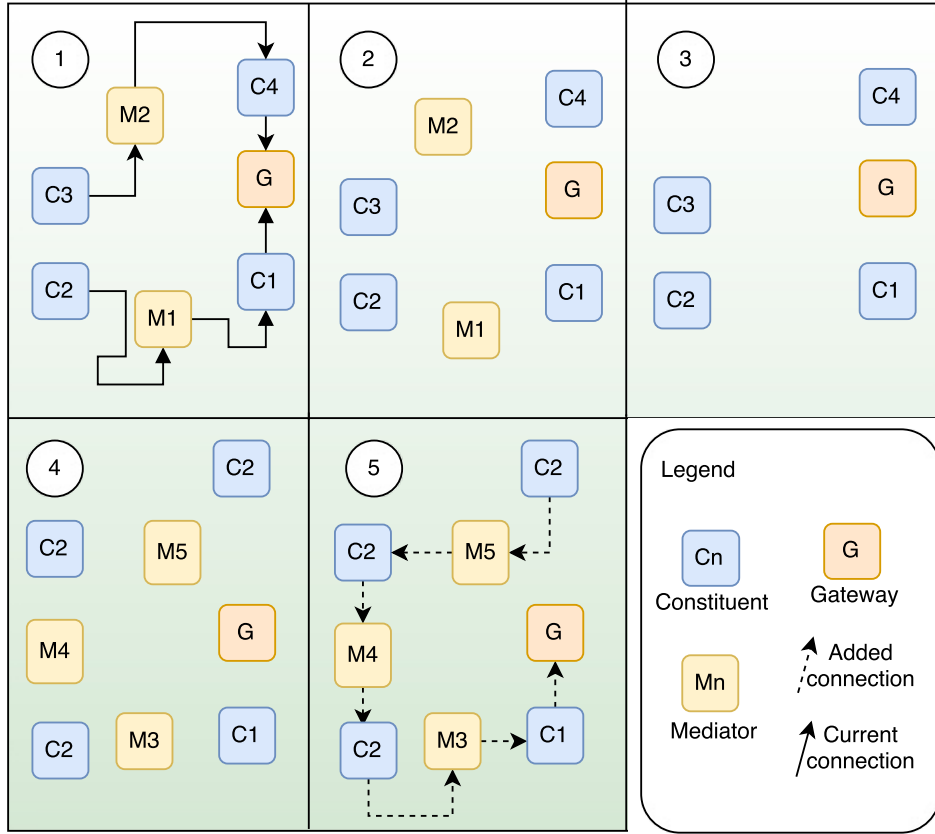 1
C4
M2
G
C3
C2
C1
M1
2
C4
M2
G
C3
C2
C1
M1
3
C4
G
C3
C2
C1
4
C2
C2
M5
G
M4
C2
M3
C1
5
C2
C2
M5
G
M4
C2
M3
C1
Legend
Cn
Constituent
G
Gateway
Mn
Mediator
Added
connection
Current
connection